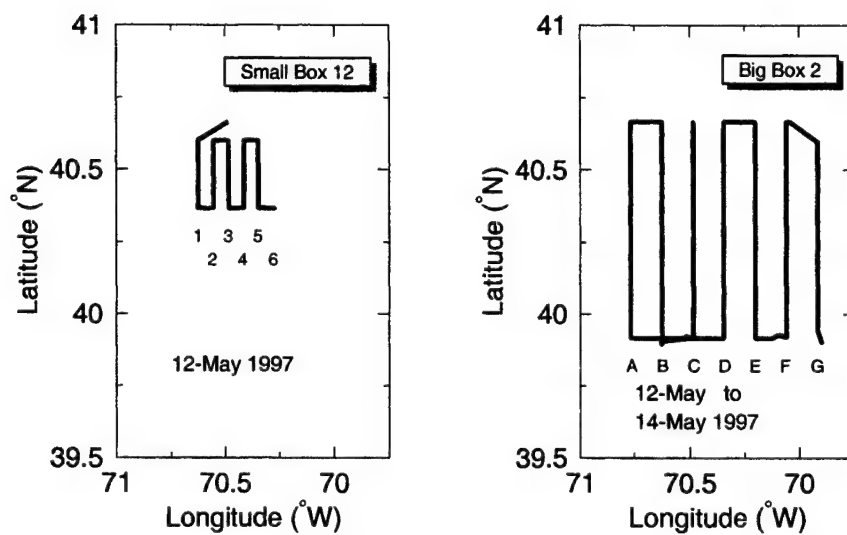 41
40.5
40
39.5
71
70.5
70
Latitude (°N)
Longitude (°W)
Small Box 12
1 3 5
2 4 6
12-May 1997
41
40.5
40
39.5
71
70.5
70
Latitude (°N)
Longitude (°W)
Big Box 2
A B C D E F G
12-May to
14-May 1997